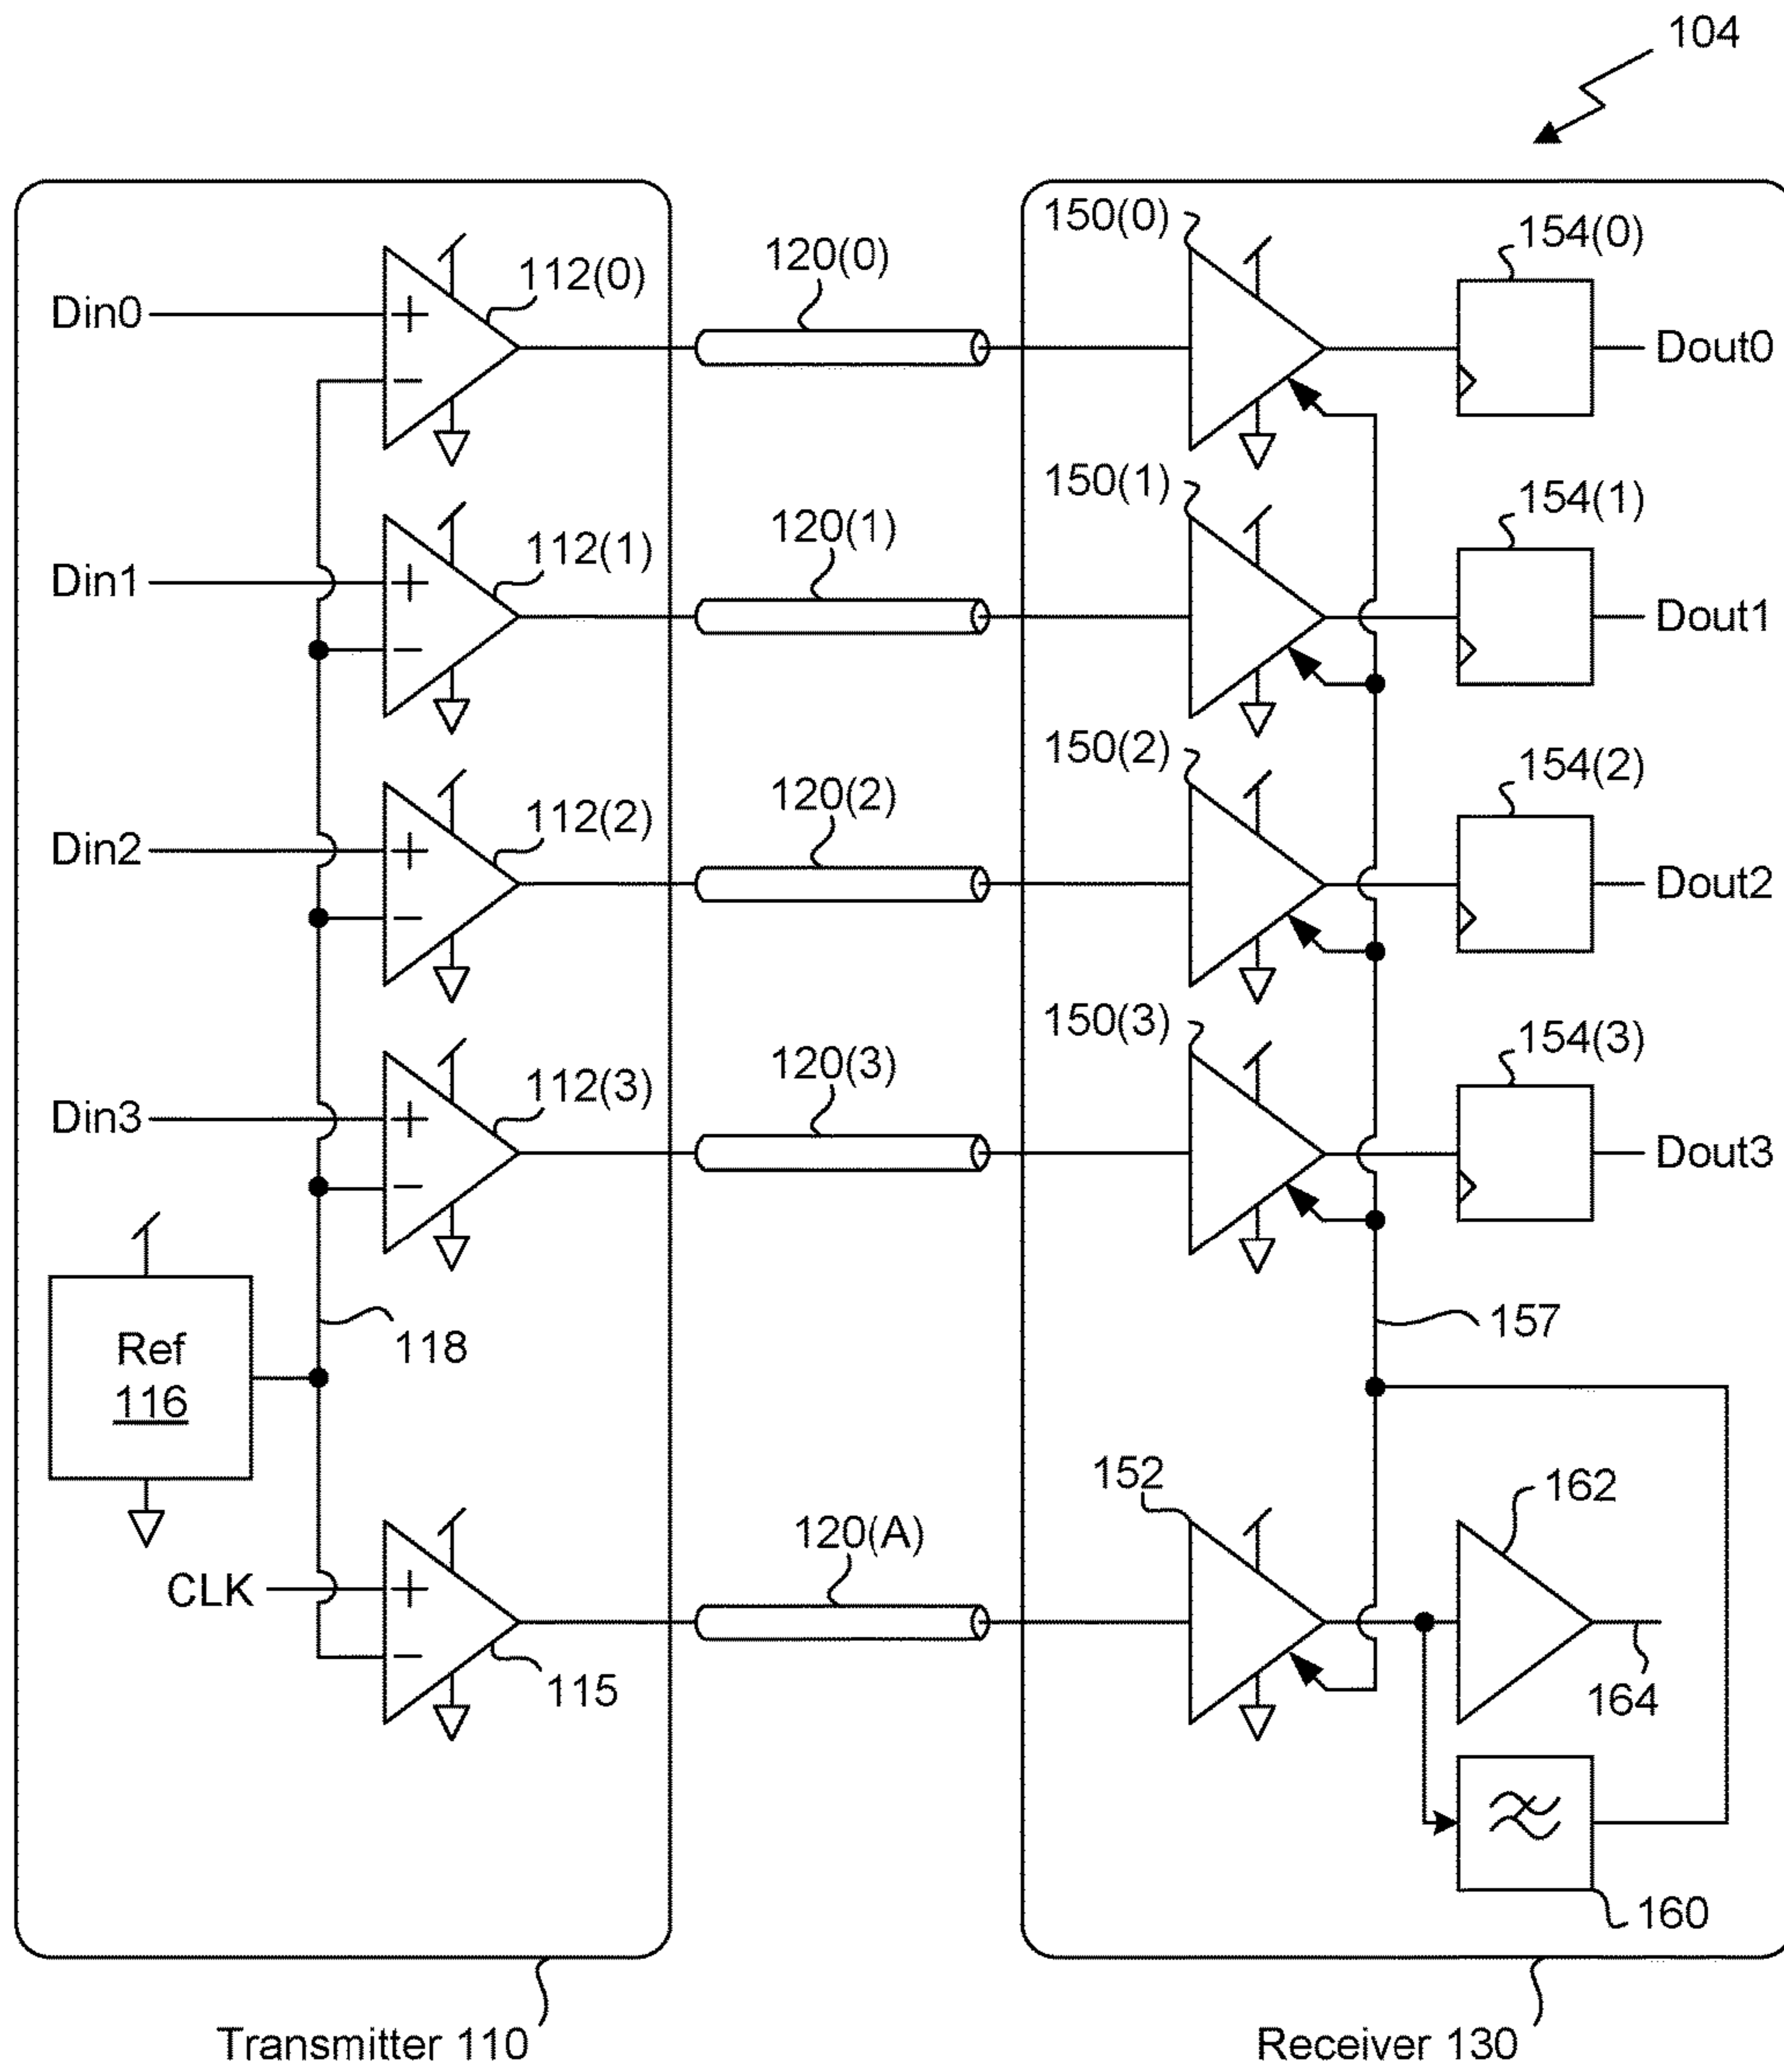 104
150(0)
154(0)
120(0)
112(0)
Din0
+
−
Dout0
150(1)
154(1)
120(1)
112(1)
Din1
+
−
Dout1
150(2)
154(2)
120(2)
112(2)
Din2
+
−
Dout2
150(3)
154(3)
120(3)
112(3)
Din3
+
−
Dout3
157
118
Ref
116
152
162
120(A)
CLK
+
−
115
164
160
Transmitter 110
Receiver 130